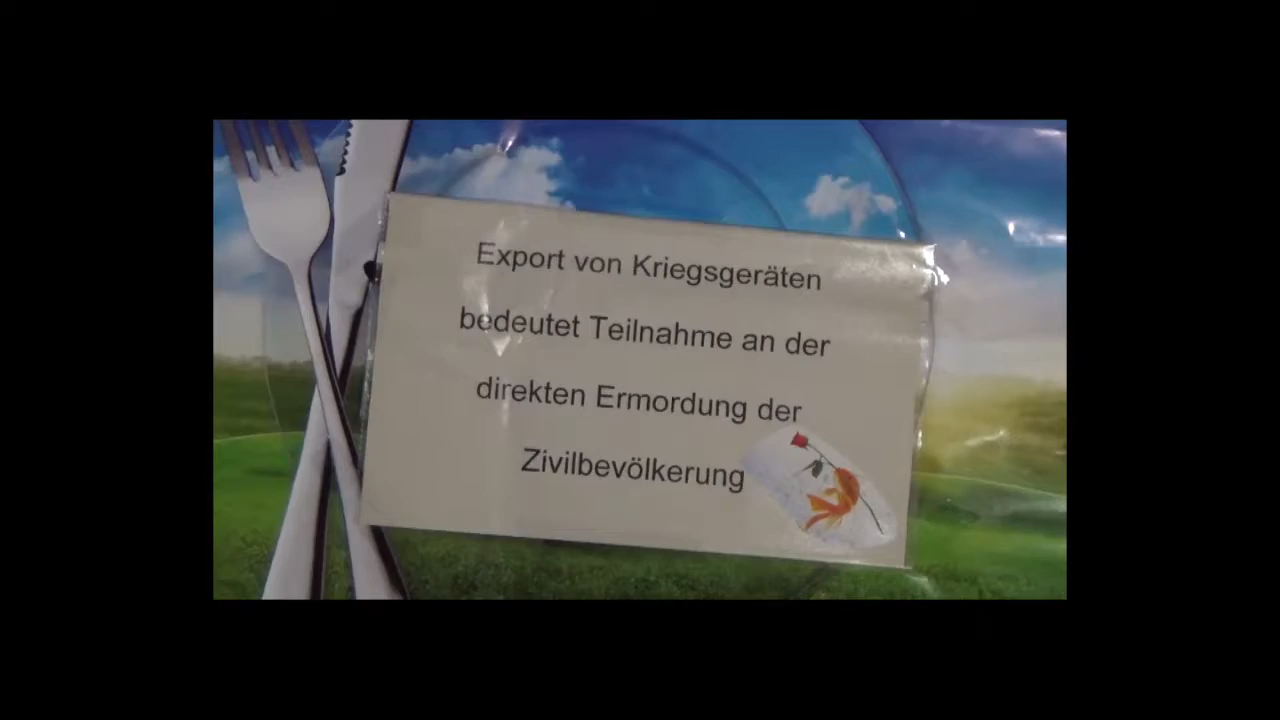 Export von Kriegsgeräten
bedeutet Teilnahme an der
direkten Ermordung der
Zivilbevölkerung